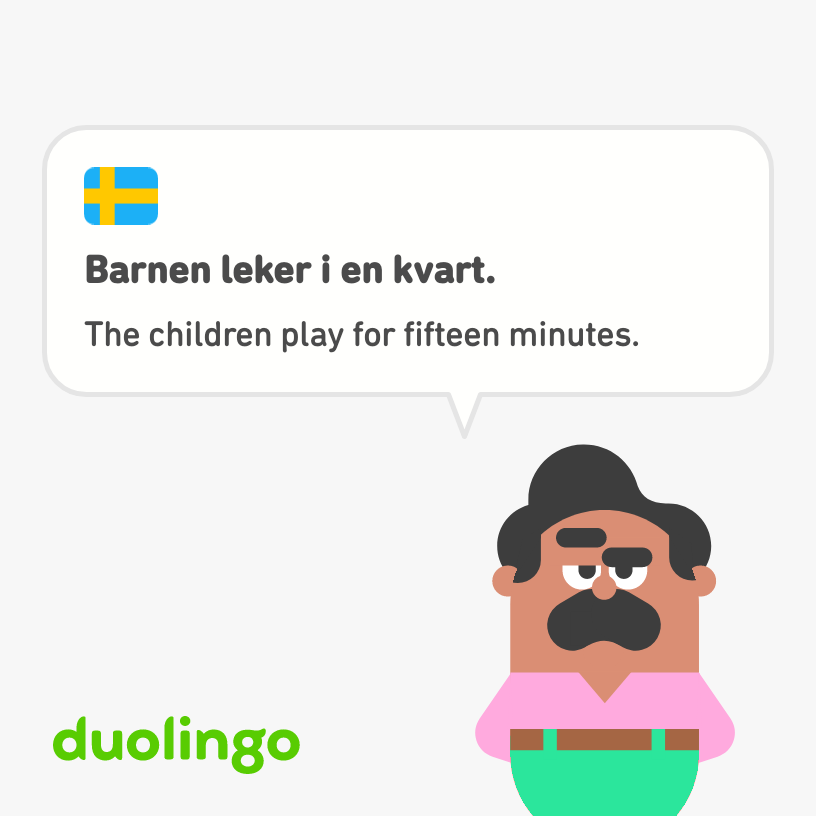 Barnen leker i en kvart.
The children play for fifteen minutes.
duolingo